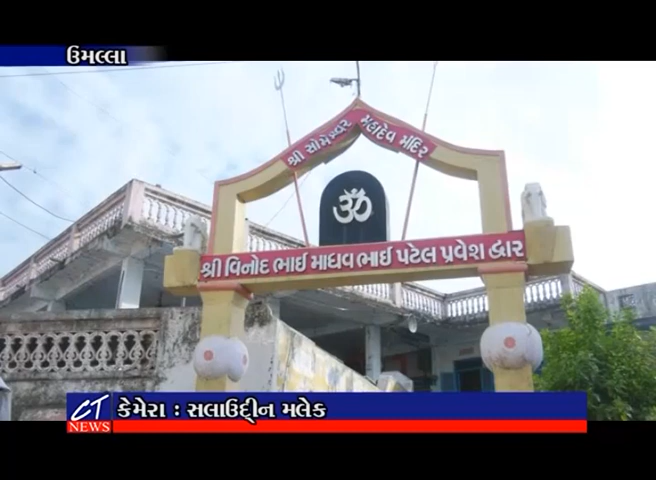 ઉમલ્લા
શ્રી સોમેશ્વર મહાદેવ મંદિર
ૐ
શ્રી વિનોદ ભાઈ માધવ ભાઈ પટેલ પ્રવેશ દ્વાર
CT NEWS
કેમેરા : સલાઉદ્દીન મલેક